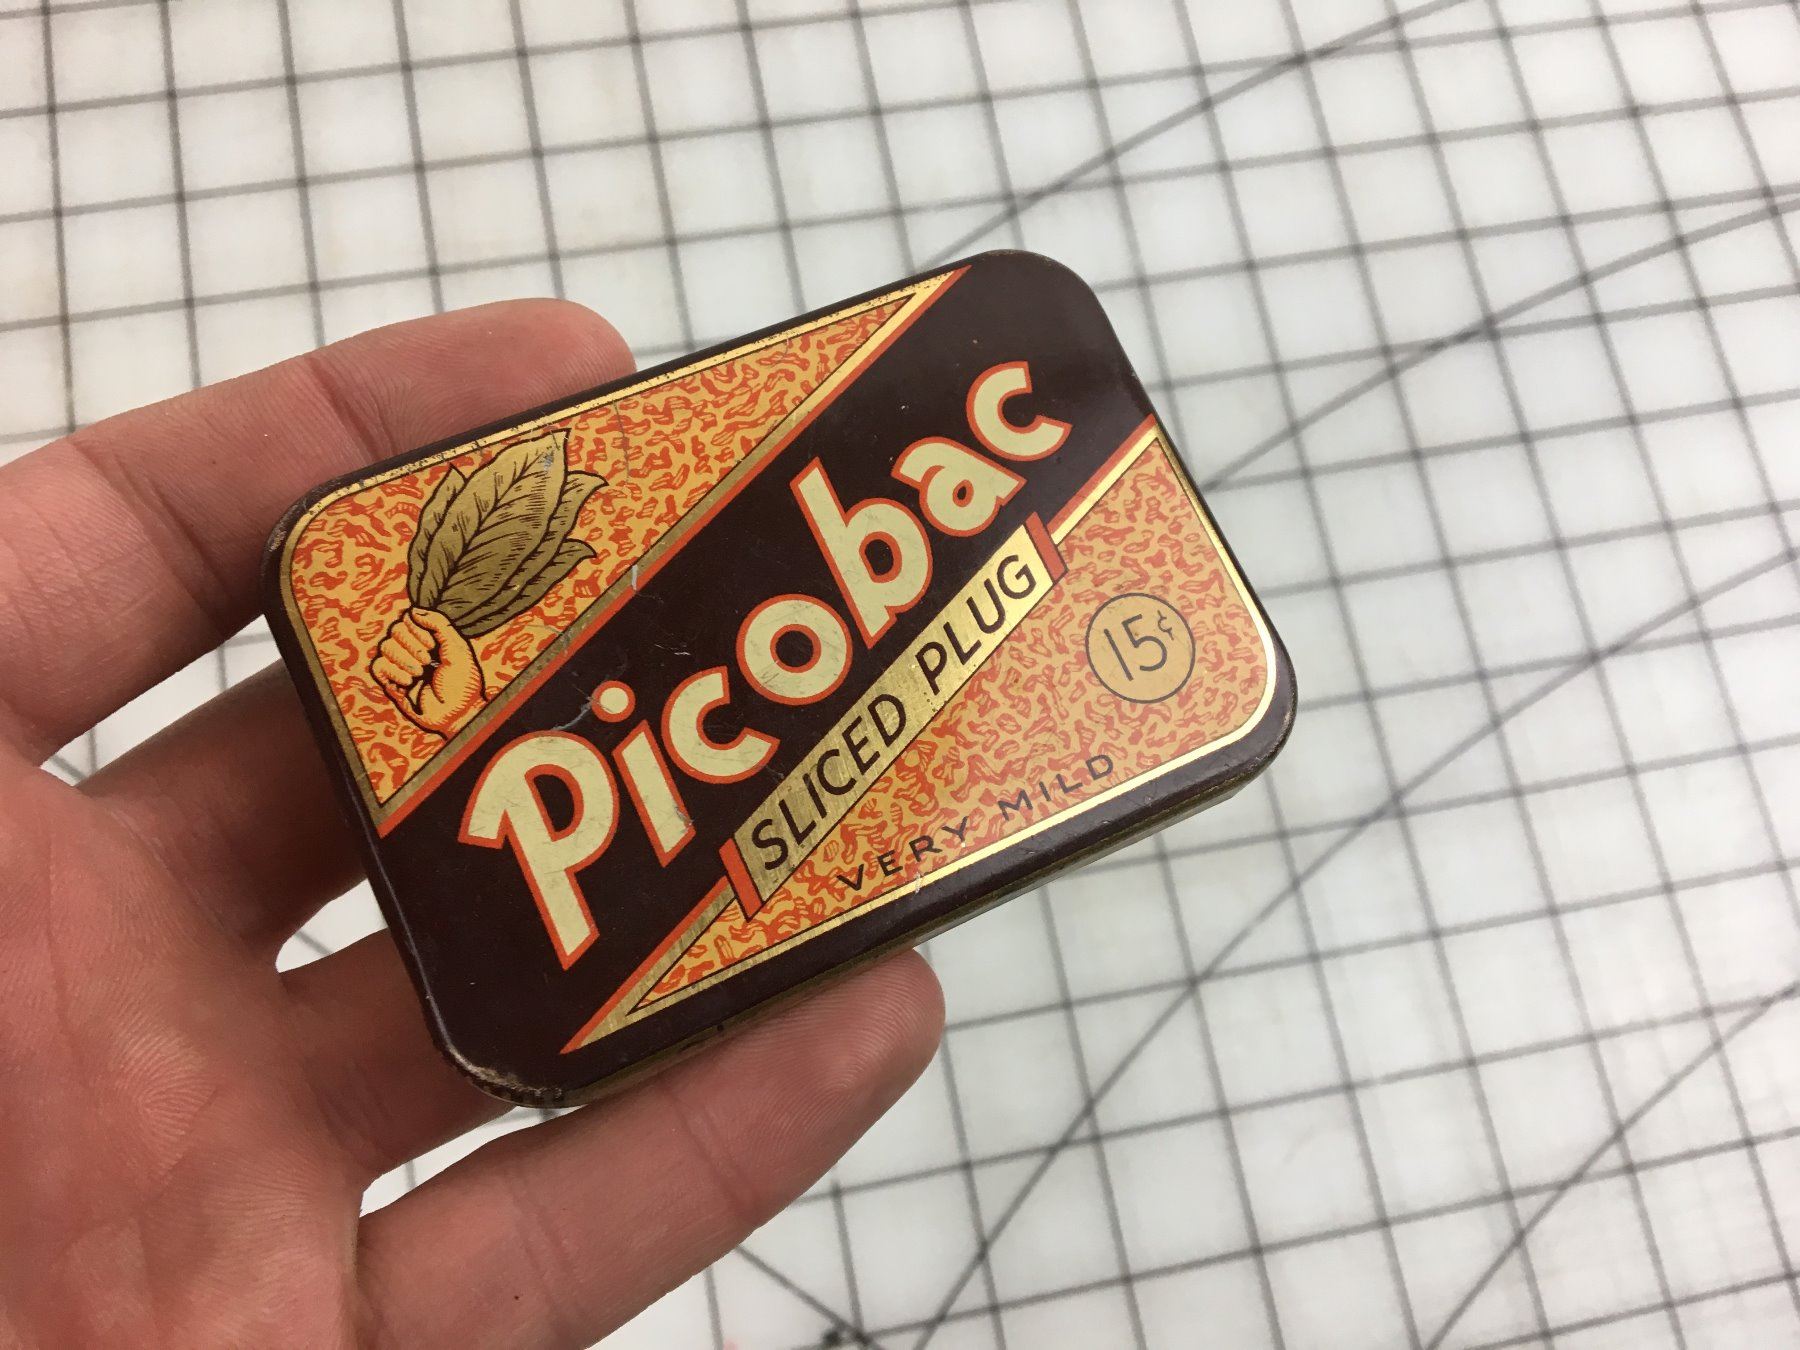 Picobac
SLICED PLUG
15¢
VERY MILD